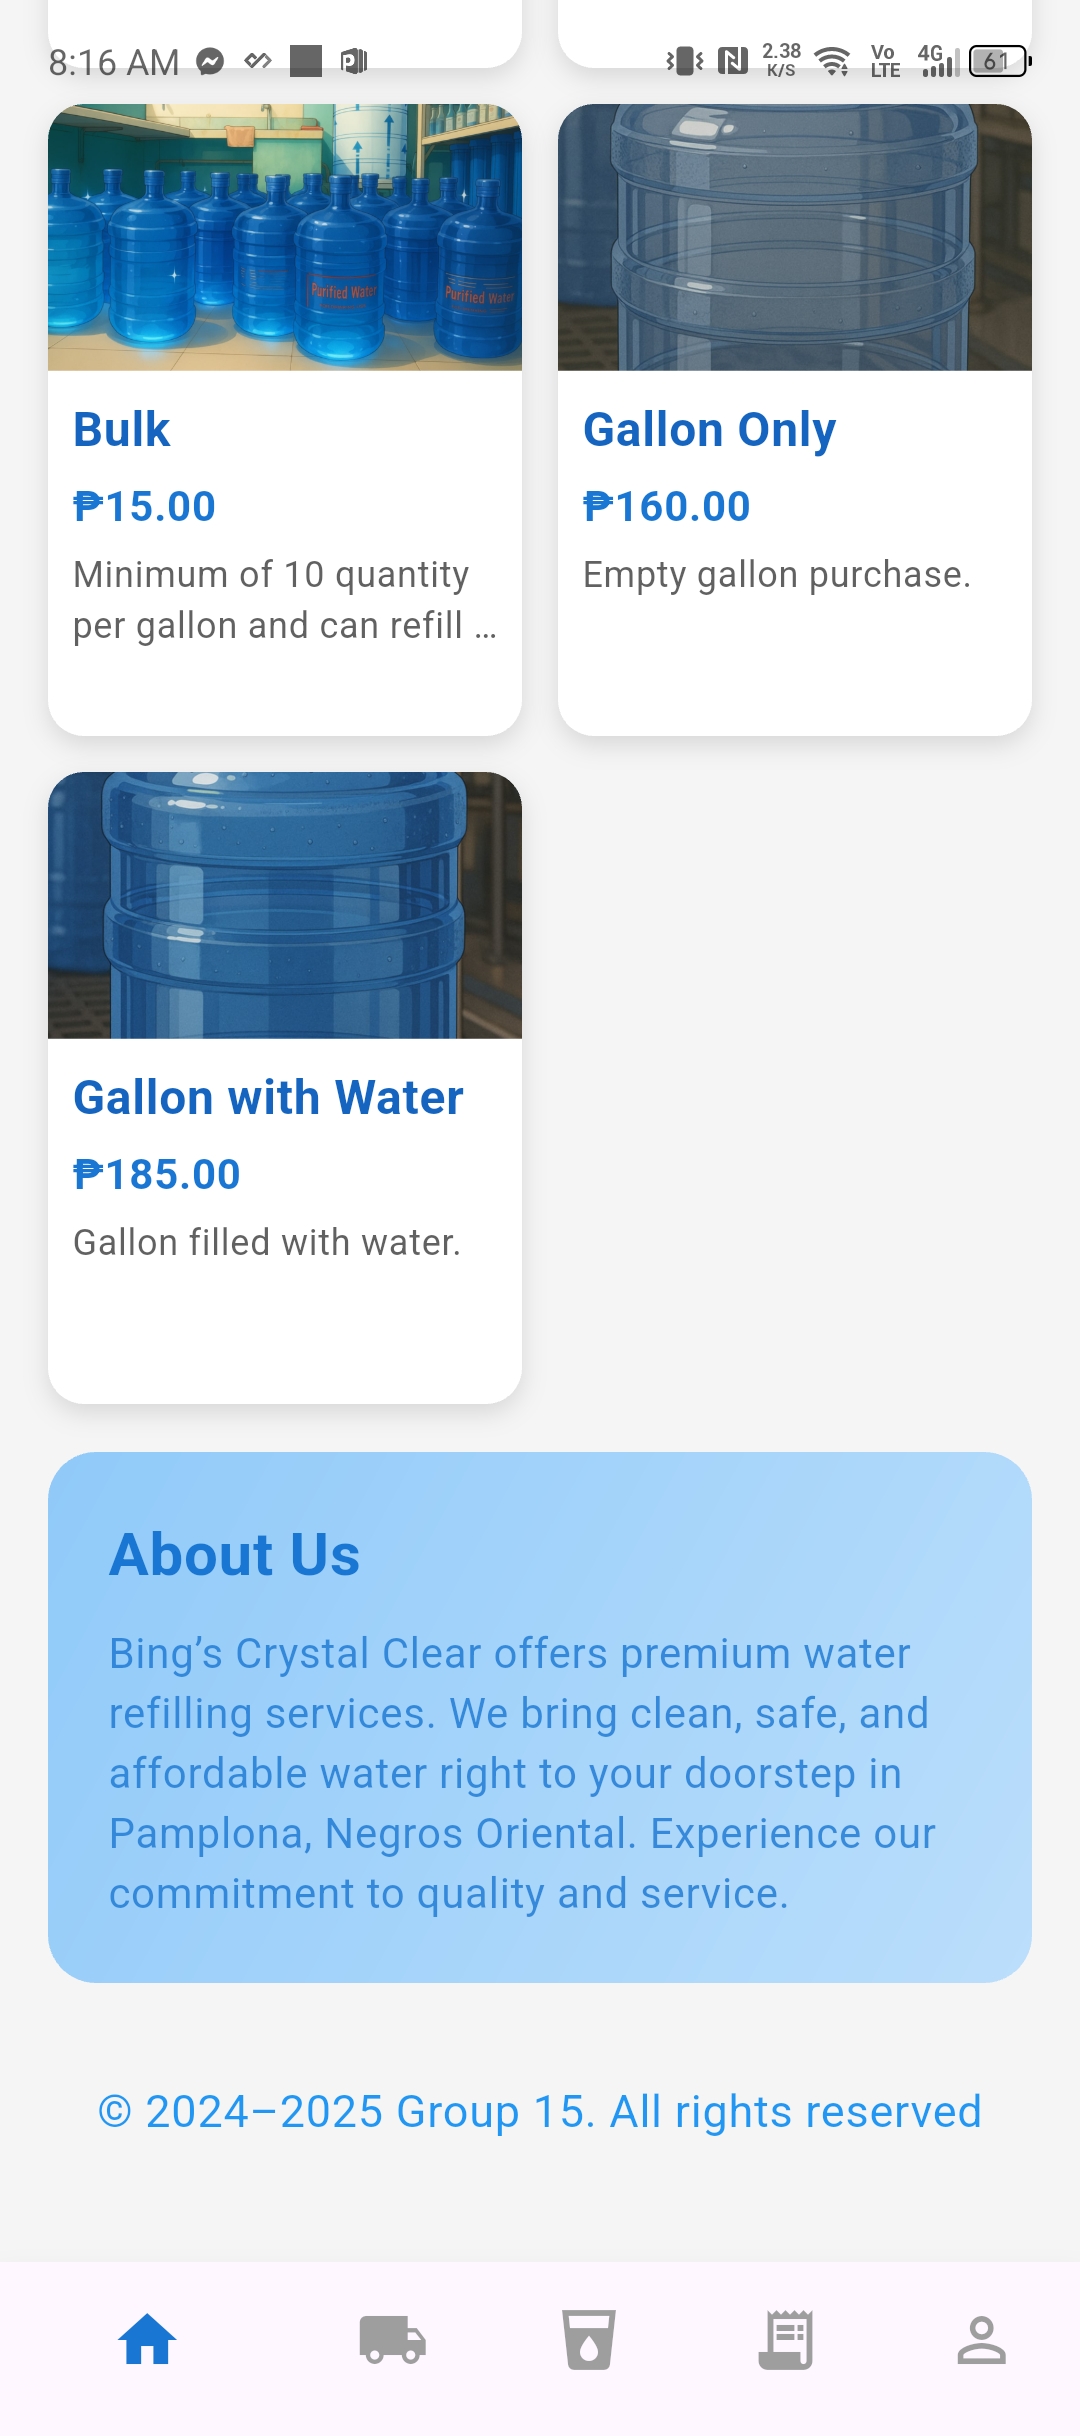 8:16 AM
2.38
K/S
Vo
LTE
4G
61
Purified Water
Purified Water
Bulk
₱15.00
Minimum of 10 quantity
per gallon and can refill ...
Gallon Only
₱160.00
Empty gallon purchase.
Gallon with Water
₱185.00
Gallon filled with water.
About Us
Bing’s Crystal Clear offers premium water
refilling services. We bring clean, safe, and
affordable water right to your doorstep in
Pamplona, Negros Oriental. Experience our
commitment to quality and service.
© 2024–2025 Group 15. All rights reserved